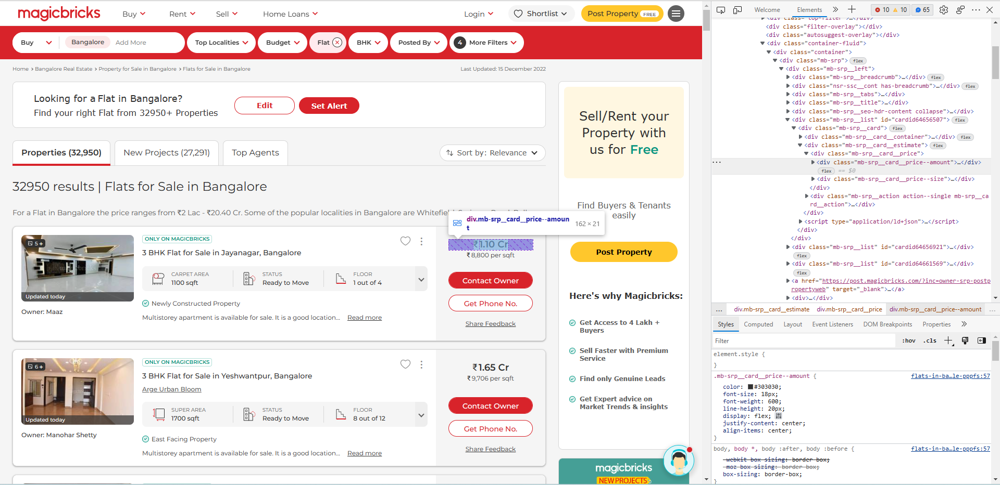 magicbricks
Buy
Rent
Sell
Home Loans
Login
Shortlist
Post Property FREE
Buy
Bangalore
Add More
Top Localities
Budget
Flat
BHK
Posted By
4 More Filters
Home > Bangalore Real Estate > Property for Sale in Bangalore > Flats for Sale in Bangalore
Last Updated: 15 December 2022
Looking for a Flat in Bangalore?
Find your right Flat from 32950+ Properties
Edit
Set Alert
Properties (32,950)
New Projects (27,291)
Top Agents
Sort by: Relevance
32950 results | Flats for Sale in Bangalore
For a Flat in Bangalore the price ranges from ₹2 Lac - ₹20.40 Cr. Some of the popular localities in Bangalore are Whitefield
div.mb-srp__card__price--amoun
t
162 × 21
5+
Updated today
Owner: Maaz
ONLY ON MAGICBRICKS
3 BHK Flat for Sale in Jayanagar, Bangalore
CARPET AREA
1100 sqft
STATUS
Ready to Move
FLOOR
1 out of 4
Newly Constructed Property
Multistorey apartment is available for sale. It is a good location... Read more
₹1.10 Cr
₹8,800 per sqft
Contact Owner
Get Phone No.
Share Feedback
6+
Updated today
Owner: Manohar Shetty
ONLY ON MAGICBRICKS
3 BHK Flat for Sale in Yeshwantpur, Bangalore
Arge Urban Bloom
SUPER AREA
1700 sqft
STATUS
Ready to Move
FLOOR
8 out of 12
East Facing Property
Multistorey apartment is available for sale. It is a good location... Read more
₹1.65 Cr
₹9,706 per sqft
Contact Owner
Get Phone No.
Share Feedback
Sell/Rent your
Property with
us for Free
Find Buyers & Tenants
easily
Post Property
Here's why Magicbricks:
Get Access to 4 Lakh +
Buyers
Sell Faster with Premium
Service
Find only Genuine Leads
Get Expert advice on
Market Trends & insights
magicbricks
NEW PROJECTS
Welcome
Elements
10
10
65
<div class="top-filter">…</div>
<div class="filter-overlay"></div>
<div class="autosuggest-overlay"></div>
<div class="container-fluid">
<div class="container">
<div class="mb-srp"> flex
<div class="mb-srp__left">
<div class="mb-srp__breadcrumb">…</div> flex
<div class="nsr-ssc__cont has-breadcrumb">…</div> flex
<div class="mb-srp__tabs">…</div>
<div class="mb-srp__title">…</div>
<div class="mb-srp__seo-hdr-content collapse">…</div>
<div class="mb-srp__list" id="cardid64656507"> flex
<div class="mb-srp__card"> flex
<div class="mb-srp__card__container">…</div> flex
<div class="mb-srp__card__estimate"> flex
<div class="mb-srp__card__price">
... <div class="mb-srp__card__price--amount">…</div>
flex == $0
<div class="mb-srp__card__price--size">…</div>
</div>
<div class="mb-srp__action action--single mb-srp__ca
rd__action">…</div>
</div>
<script type="application/ld+json">…</script>
</div>
</div>
<div class="mb-srp__list" id="cardid64656921">…</div>
flex
<div class="mb-srp__list" id="cardid64661569">…</div>
flex
<a href="https://post.magicbricks.com/?inc=owner-srp-postp
ropertyweb" target="_blank">…</a>
<div>…</div>
... div.mb-srp__card__estimate div.mb-srp__card__price div.mb-srp__card__price--amount ...
Styles
Computed
Layout
Event Listeners
DOM Breakpoints
Properties
Filter
:hov
.cls
element.style {
}
.mb-srp__card__price--amount { flats-in-ba…le-pppfs:57
color: #303030;
font-size: 18px;
font-weight: 600;
line-height: 20px;
display: flex;
justify-content: center;
align-items: center;
}
body, body *, body :after, body :before { flats-in-ba…le-pppfs:57
-webkit-box-sizing: border-box;
-moz-box-sizing: border-box;
box-sizing: border-box;
}